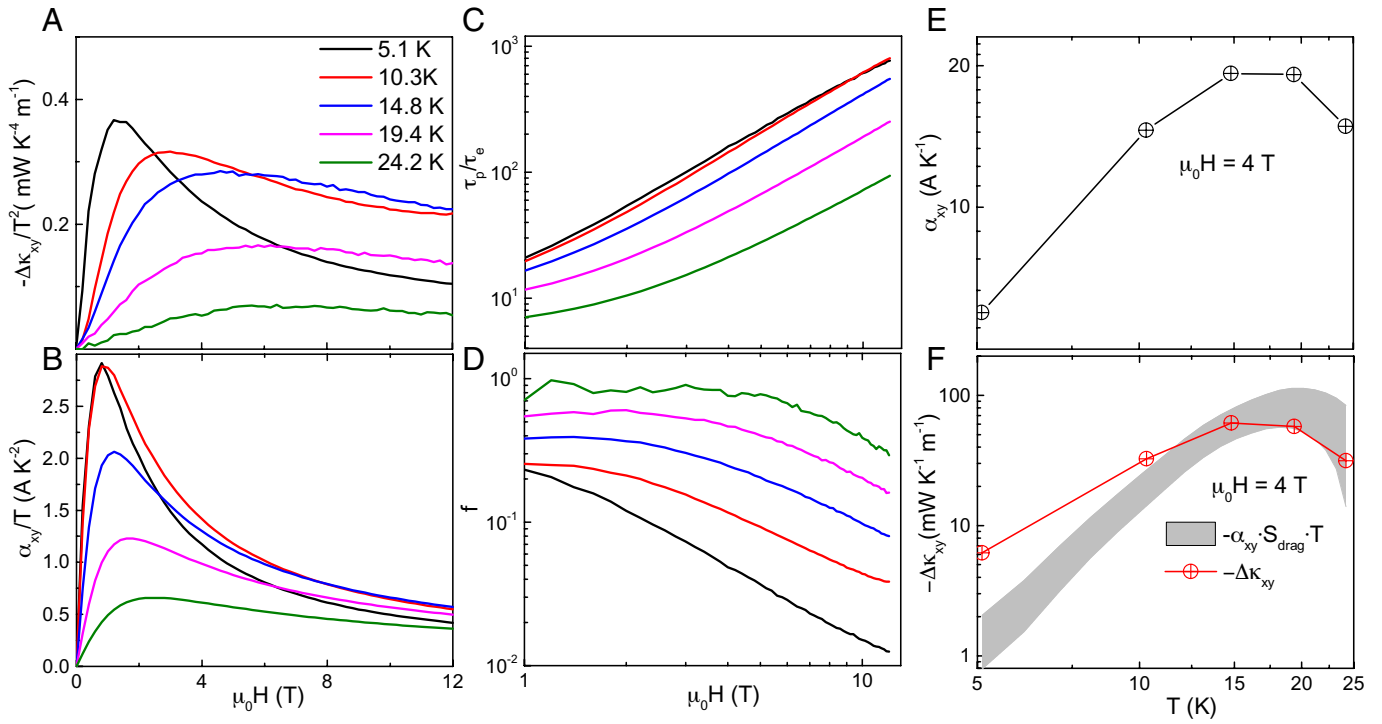 A
-Δκxy/T² ( mW K⁻⁴ m⁻¹)
0.4
0.2
5.1 K
10.3K
14.8 K
19.4 K
24.2 K
B
αxy/T (A K⁻²)
2.5
2.0
1.5
1.0
0.5
0.0
0 4 8 12
μ₀H (T)
C
τp/τe
10³
10²
10¹
10⁰
D
f
10⁰
10⁻¹
10⁻²
1 10
μ₀H (T)
E
αxy (A K⁻¹)
20
10
μ₀H = 4 T
F
−Δκxy(mW K⁻¹ m⁻¹)
100
10
1
μ₀H = 4 T
-αxy·Sdrag·T
−Δκxy
5 10 15 20 25
T (K)